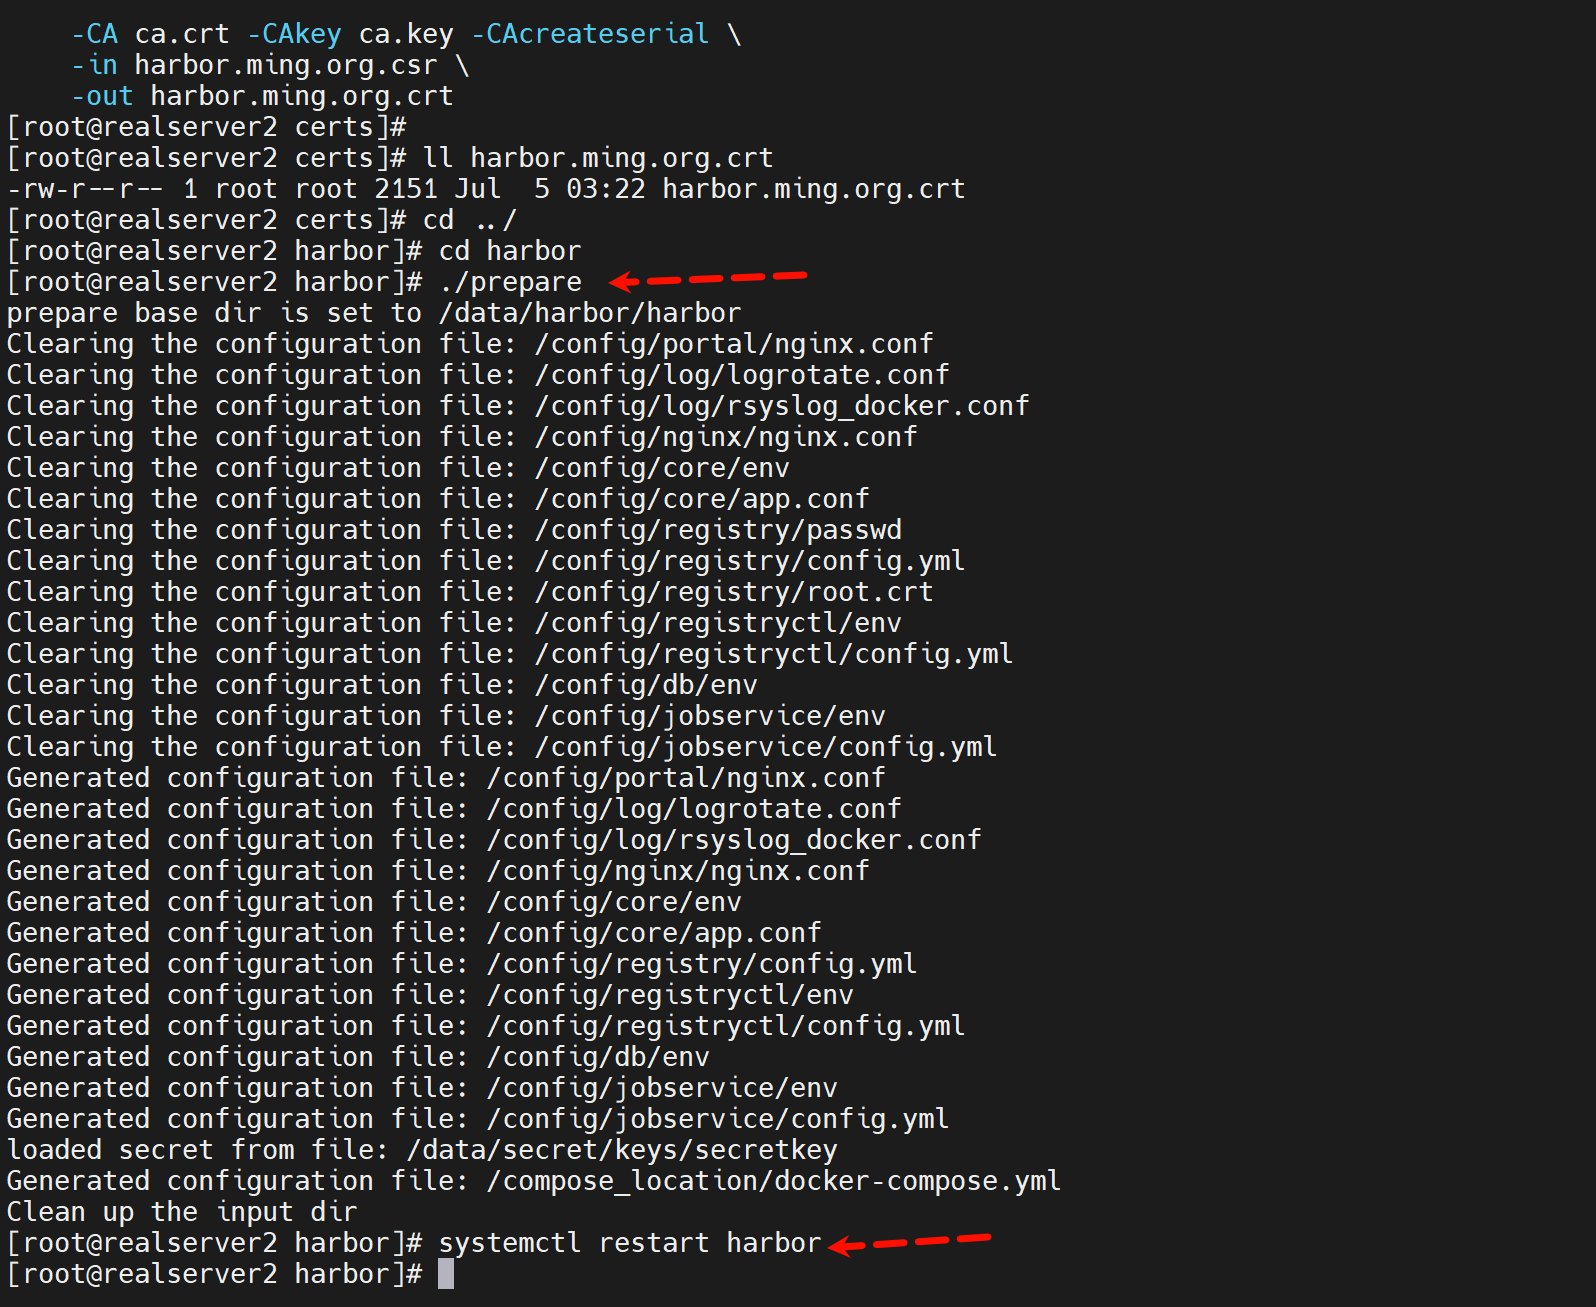 -CA ca.crt -CAkey ca.key -CAcreateserial \
-in harbor.ming.org.csr \
-out harbor.ming.org.crt
[root@realserver2 certs]#
[root@realserver2 certs]# ll harbor.ming.org.crt
-rw-r--r-- 1 root root 2151 Jul  5 03:22 harbor.ming.org.crt
[root@realserver2 certs]# cd ../
[root@realserver2 harbor]# cd harbor
[root@realserver2 harbor]# ./prepare
prepare base dir is set to /data/harbor/harbor
Clearing the configuration file: /config/portal/nginx.conf
Clearing the configuration file: /config/log/logrotate.conf
Clearing the configuration file: /config/log/rsyslog_docker.conf
Clearing the configuration file: /config/nginx/nginx.conf
Clearing the configuration file: /config/core/env
Clearing the configuration file: /config/core/app.conf
Clearing the configuration file: /config/registry/passwd
Clearing the configuration file: /config/registry/config.yml
Clearing the configuration file: /config/registry/root.crt
Clearing the configuration file: /config/registryctl/env
Clearing the configuration file: /config/registryctl/config.yml
Clearing the configuration file: /config/db/env
Clearing the configuration file: /config/jobservice/env
Clearing the configuration file: /config/jobservice/config.yml
Generated configuration file: /config/portal/nginx.conf
Generated configuration file: /config/log/logrotate.conf
Generated configuration file: /config/log/rsyslog_docker.conf
Generated configuration file: /config/nginx/nginx.conf
Generated configuration file: /config/core/env
Generated configuration file: /config/core/app.conf
Generated configuration file: /config/registry/config.yml
Generated configuration file: /config/registryctl/env
Generated configuration file: /config/registryctl/config.yml
Generated configuration file: /config/db/env
Generated configuration file: /config/jobservice/env
Generated configuration file: /config/jobservice/config.yml
loaded secret from file: /data/secret/keys/secretkey
Generated configuration file: /compose_location/docker-compose.yml
Clean up the input dir
[root@realserver2 harbor]# systemctl restart harbor
[root@realserver2 harbor]#